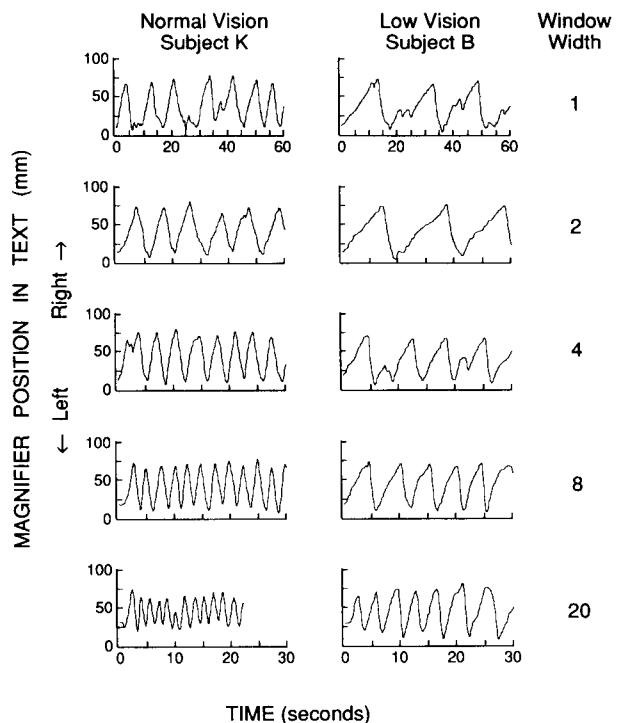 Normal Vision
Subject K
Low Vision
Subject B
Window
Width
MAGNIFIER POSITION IN TEXT (mm)
← Left Right →
100
50
0
0 20 40 60
0 20 40 60
1
100
50
0
2
100
50
0
4
100
50
0
8
100
50
0
0 10 20 30
0 10 20 30
20
TIME (seconds)